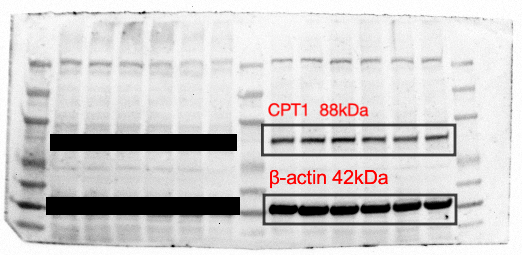 CPT1 88kDa
β-actin 42kDa